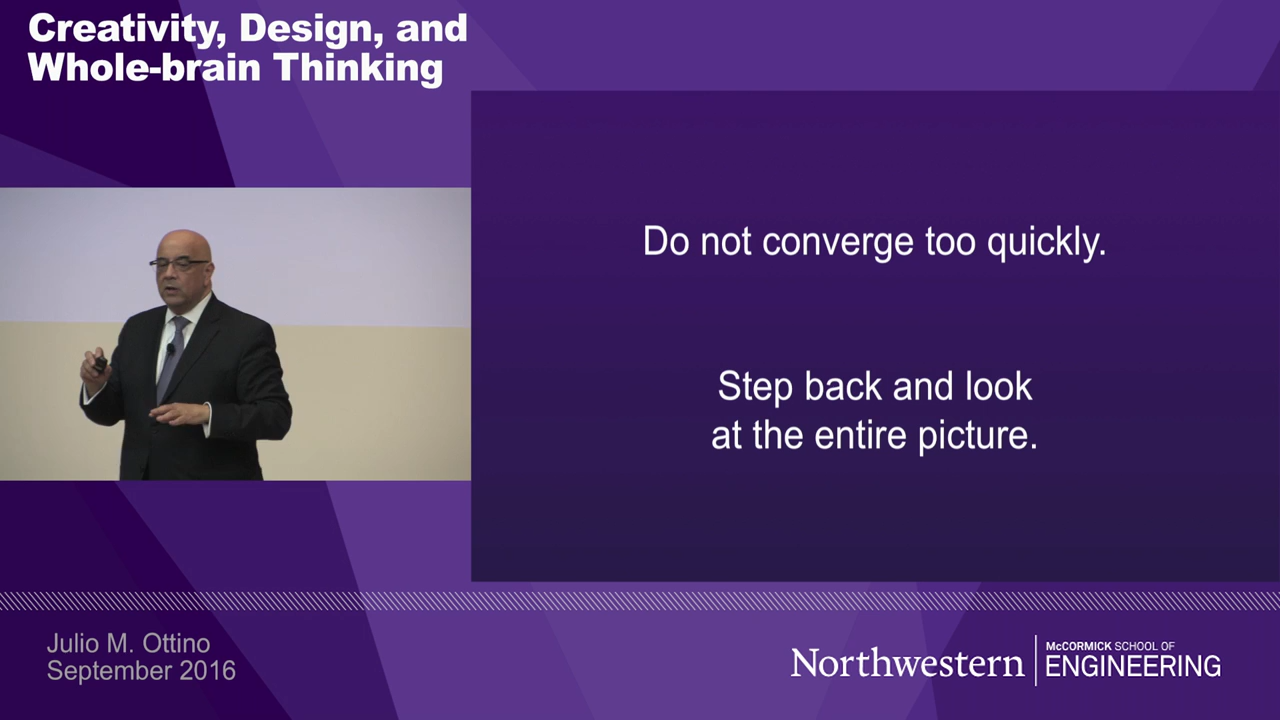 Creativity, Design, and
Whole-brain Thinking
Do not converge too quickly.
Step back and look
at the entire picture.
Julio M. Ottino
September 2016
Northwestern
McCORMICK SCHOOL OF
ENGINEERING